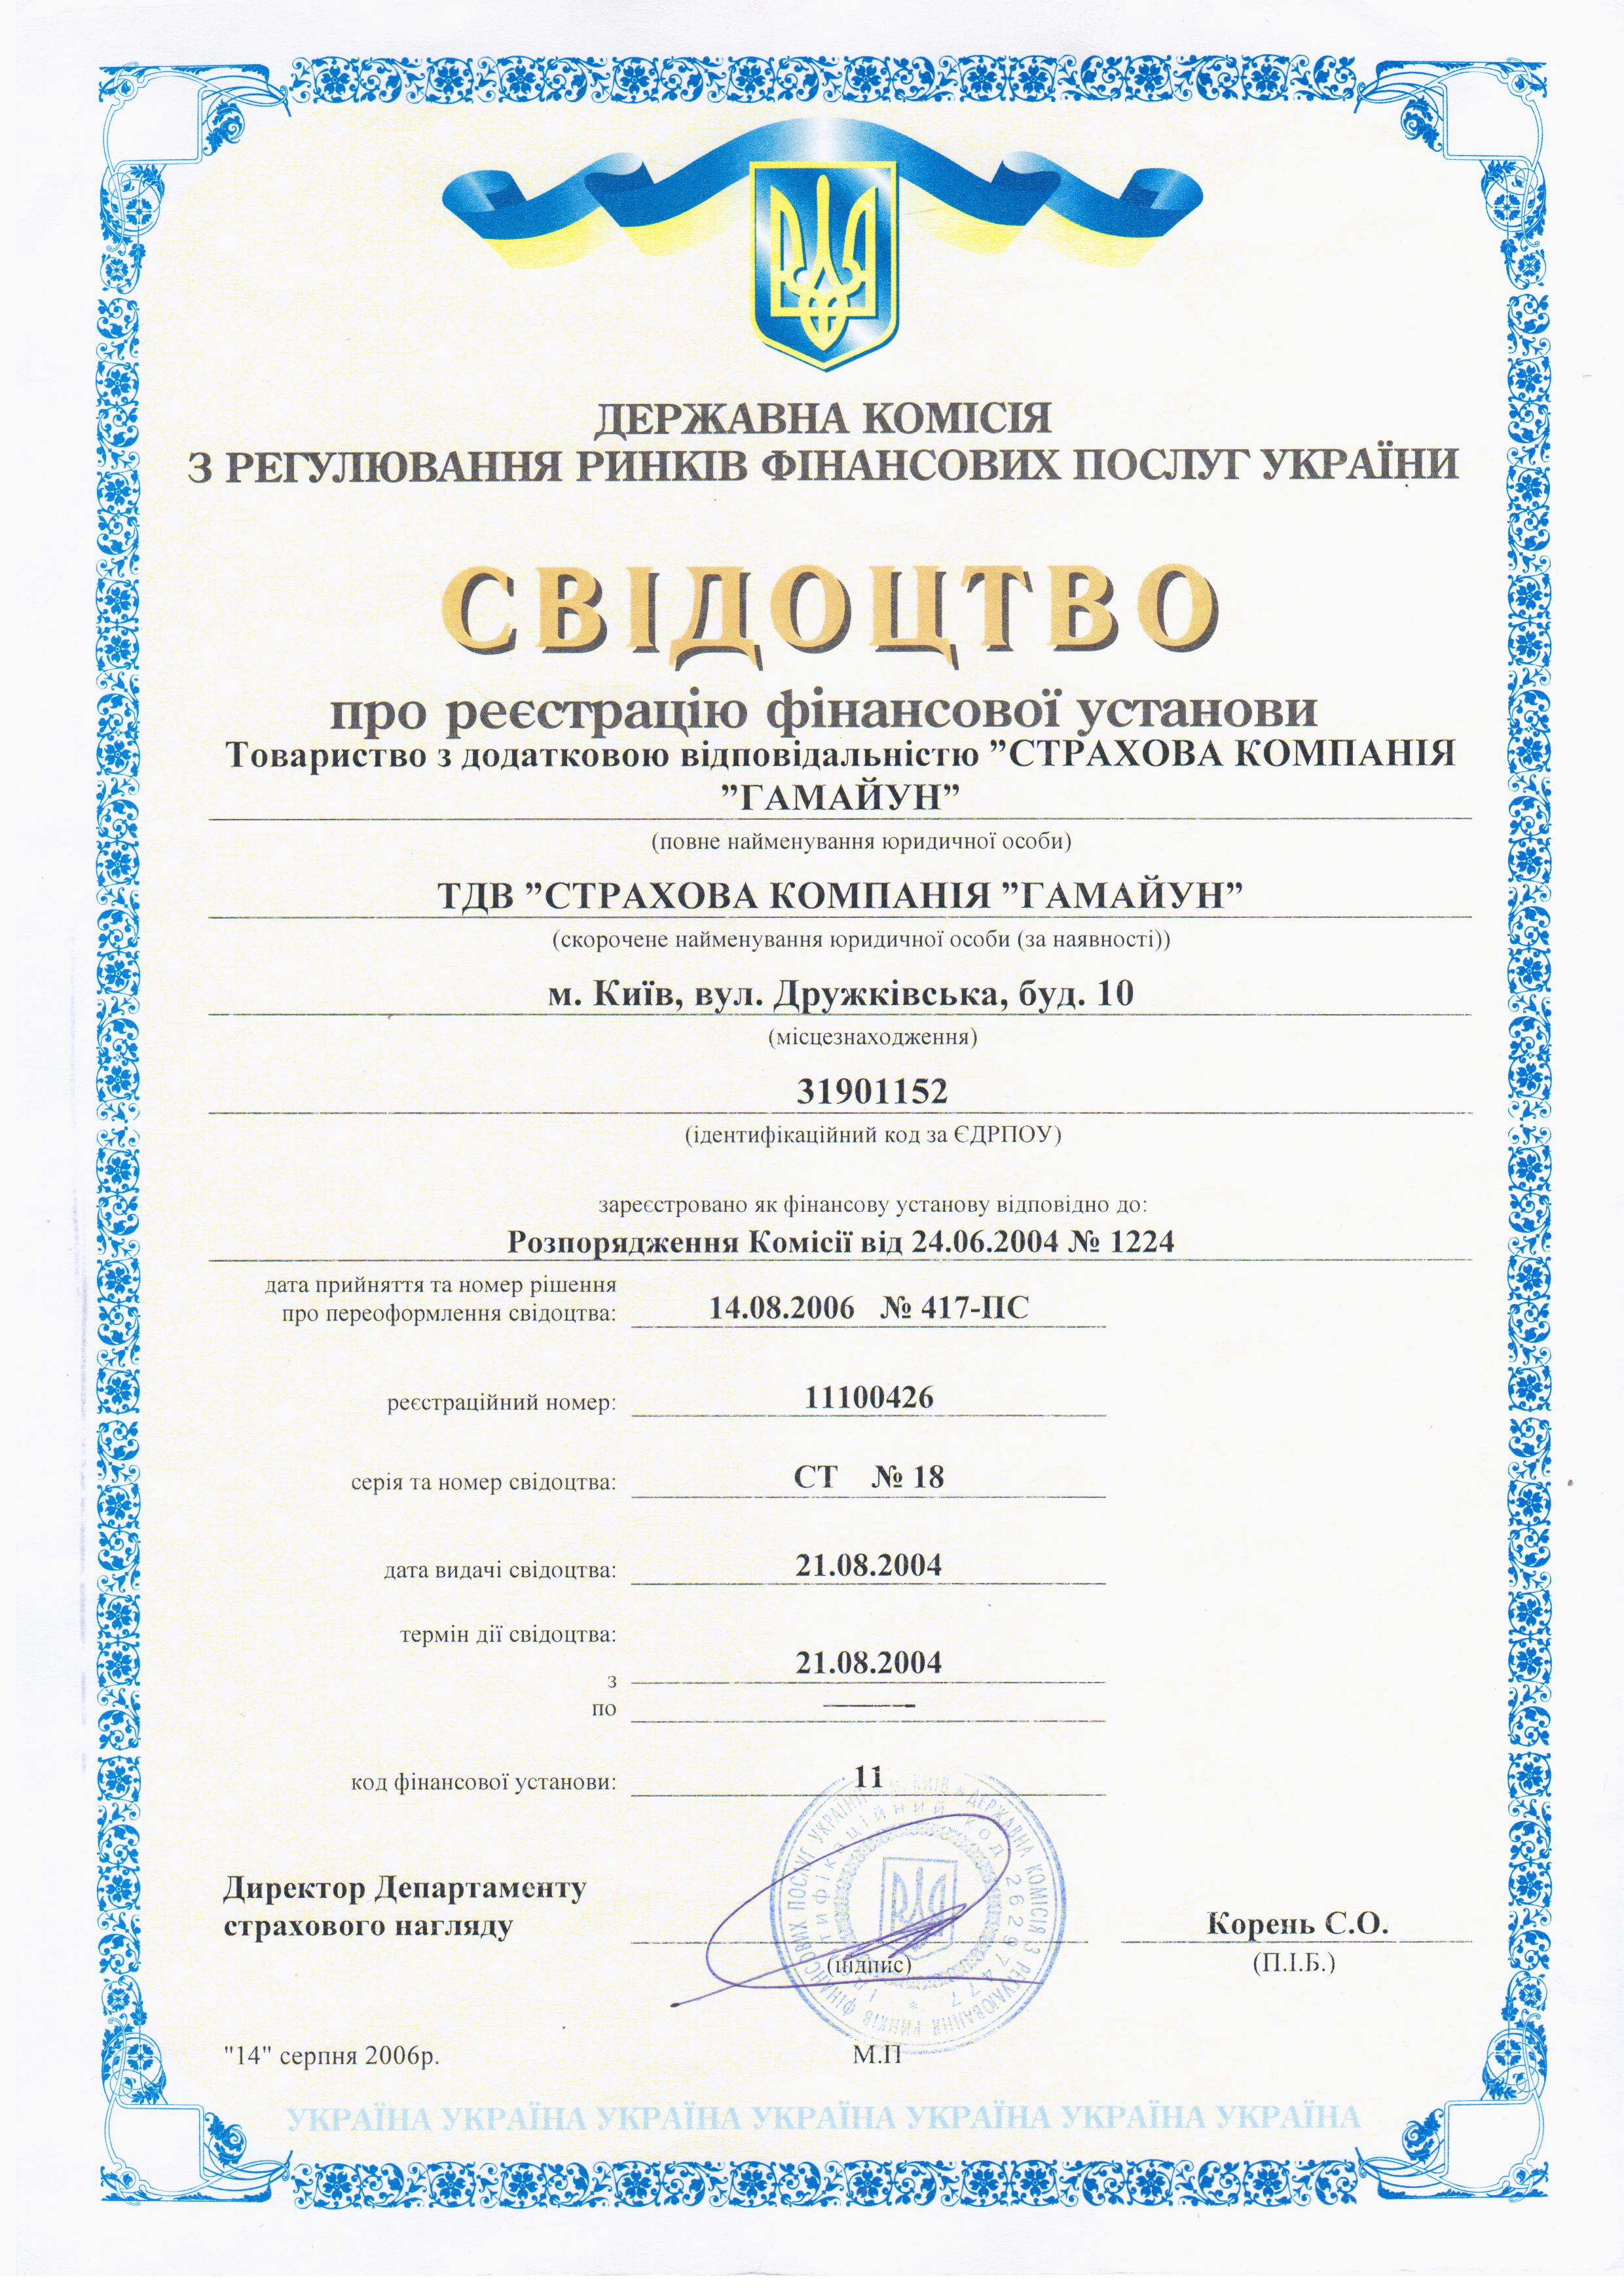 ДЕРЖАВНА КОМІСІЯ
З РЕГУЛЮВАННЯ РИНКІВ ФІНАНСОВИХ ПОСЛУГ УКРАЇНИ
СВІДОЦТВО
про реєстрацію фінансової установи
Товариство з додатковою відповідальністю ”СТРАХОВА КОМПАНІЯ
”ГАМАЙУН”
(повне найменування юридичної особи)
ТДВ ”СТРАХОВА КОМПАНІЯ ”ГАМАЙУН”
(скорочене найменування юридичної особи (за наявності))
м. Київ, вул. Дружківська, буд. 10
(місцезнаходження)
31901152
(ідентифікаційний код за ЄДРПОУ)
зареєстровано як фінансову установу відповідно до:
Розпорядження Комісії від 24.06.2004 № 1224
дата прийняття та номер рішення
про переоформлення свідоцтва: 14.08.2006 № 417-ПС
реєстраційний номер: 11100426
серія та номер свідоцтва: СТ № 18
дата видачі свідоцтва: 21.08.2004
термін дії свідоцтва:
з 21.08.2004
по ———
код фінансової установи: 11
ДЕРЖАВНА КОМІСІЯ З РЕГУЛЮВАННЯ РИНКІВ ФІНАНСОВИХ ПОСЛУГ УКРАЇНИ * М. КИЇВ *
код 26297477 *
Директор Департаменту
страхового нагляду
Корень С.О.
(підпис)
(П.І.Б.)
"14" серпня 2006р.
М.П
УКРАЇНА УКРАЇНА УКРАЇНА УКРАЇНА УКРАЇНА УКРАЇНА УКРАЇНА